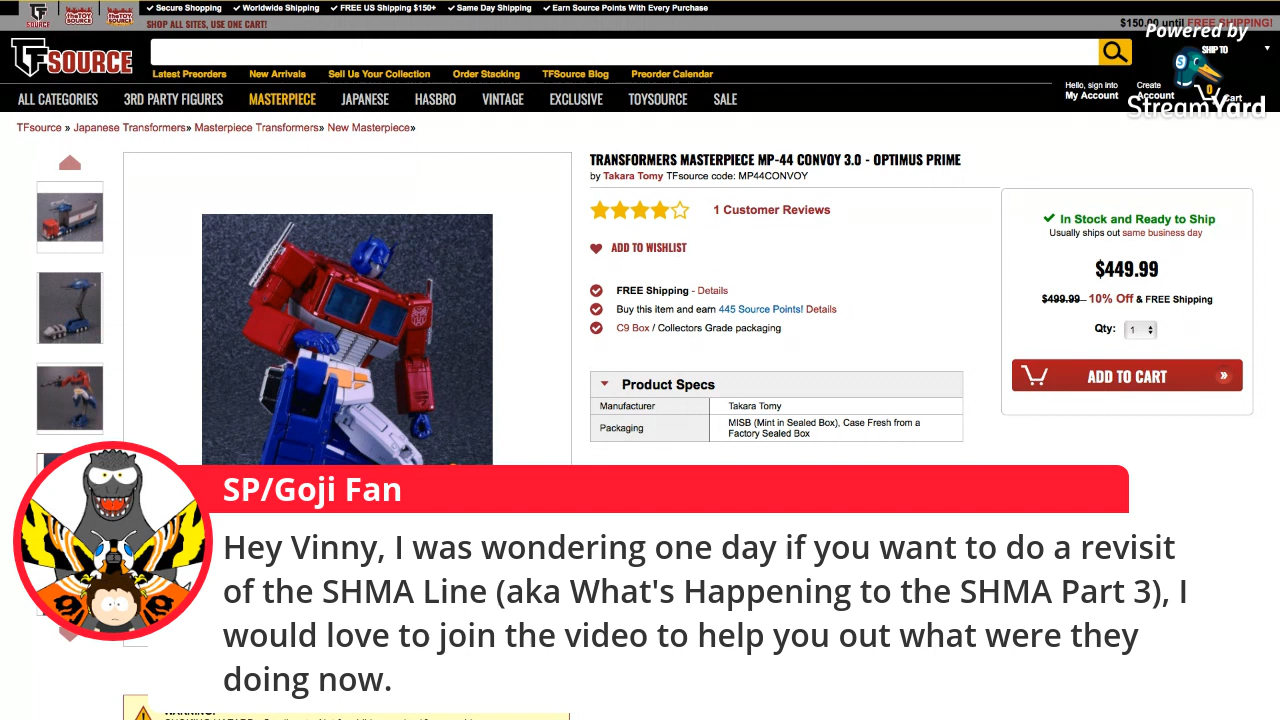 Secure Shopping Worldwide Shipping FREE US Shipping $150+ Same Day Shipping Earn Source Points With Every Purchase
SOURCE TheTOY SOURCE TheTOY SOURCE SHOP ALL SITES, USE ONE CART! $150.00 until FREE SHIPPING!
Powered by
TFSOURCE
SHIP TO
Latest Preorders New Arrivals Sell Us Your Collection Order Stacking TFSource Blog Preorder Calendar
Hello, sign into Create
My Account Account 0 Cart
ALL CATEGORIES 3RD PARTY FIGURES MASTERPIECE JAPANESE HASBRO VINTAGE EXCLUSIVE TOYSOURCE SALE
StreamYard
TFsource » Japanese Transformers» Masterpiece Transformers» New Masterpiece»
TRANSFORMERS MASTERPIECE MP-44 CONVOY 3.0 - OPTIMUS PRIME
by Takara Tomy TFsource code: MP44CONVOY
1 Customer Reviews
ADD TO WISHLIST
FREE Shipping - Details
Buy this item and earn 445 Source Points! Details
C9 Box / Collectors Grade packaging
Product Specs
Manufacturer Takara Tomy
Packaging MISB (Mint in Sealed Box), Case Fresh from a
Factory Sealed Box
In Stock and Ready to Ship
Usually ships out same business day
$449.99
$499.99 10% Off & FREE Shipping
Qty: 1
ADD TO CART »
SP/Goji Fan
Hey Vinny, I was wondering one day if you want to do a revisit
of the SHMA Line (aka What's Happening to the SHMA Part 3), I
would love to join the video to help you out what were they
doing now.